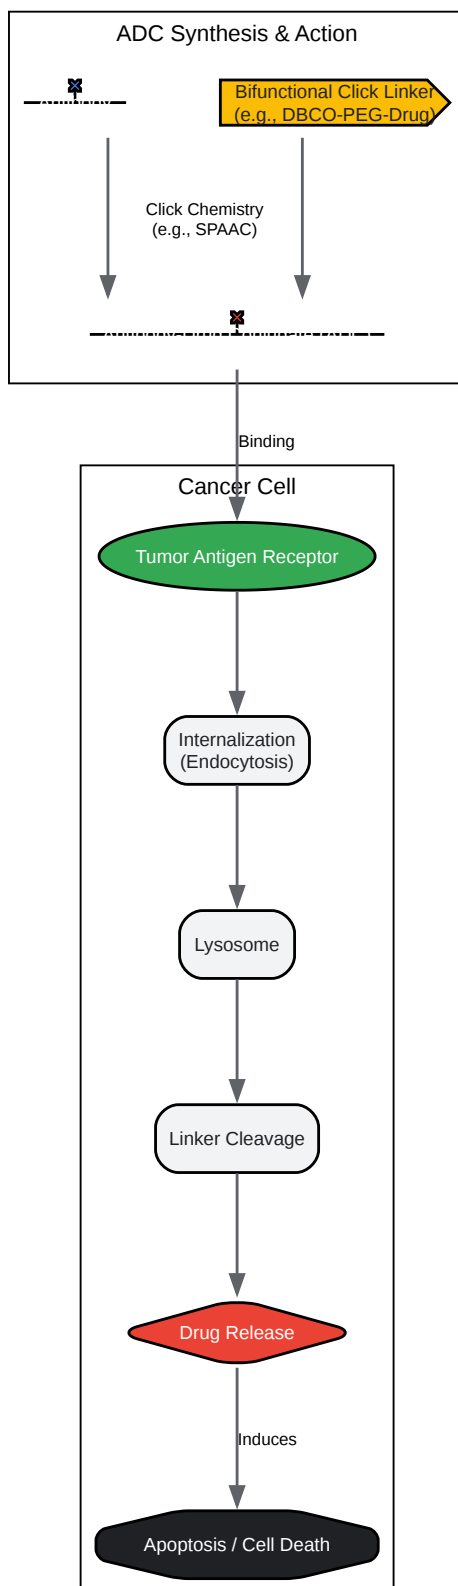 ADC Synthesis & Action
Bifunctional Click Linker
(e.g., DBCO-PEG-Drug)
Click Chemistry
(e.g., SPAAC)
Binding
Cancer Cell
Tumor Antigen Receptor
Internalization
(Endocytosis)
Lysosome
Linker Cleavage
Drug Release
Induces
Apoptosis / Cell Death